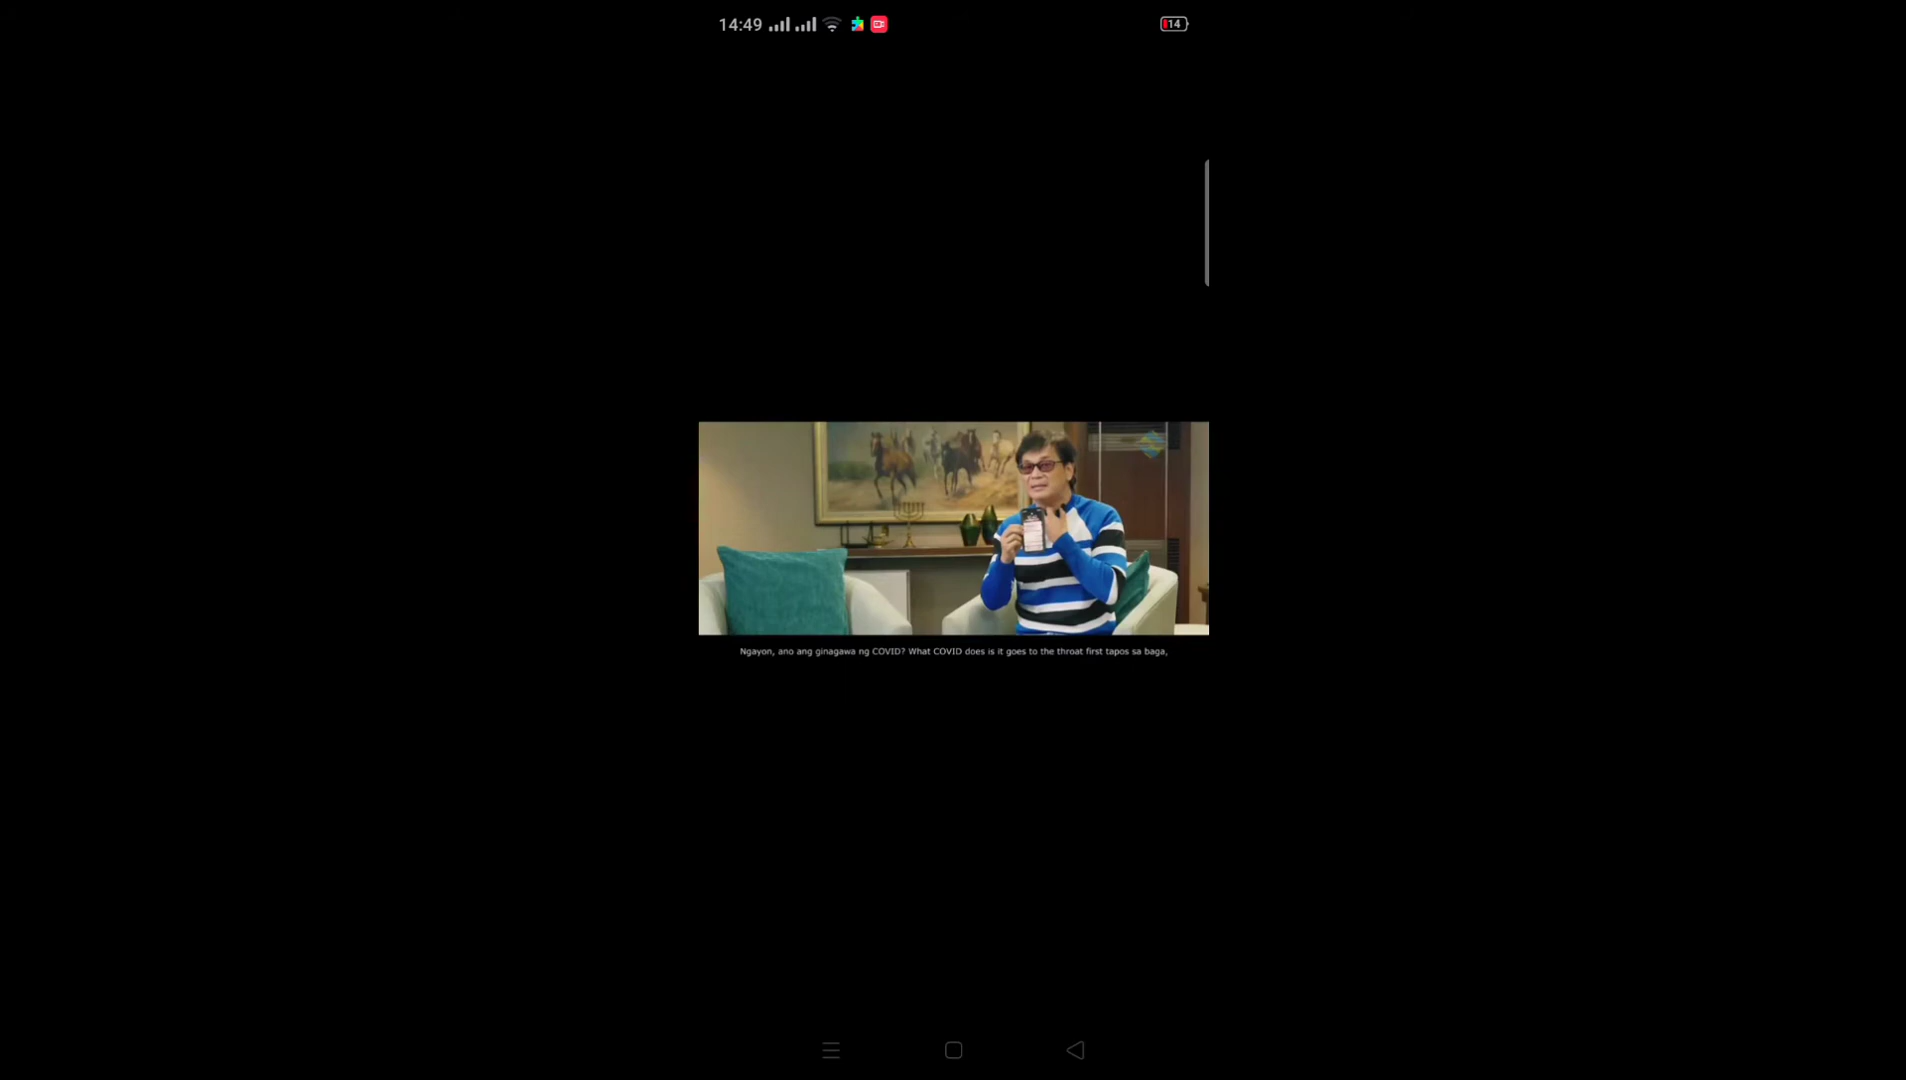 14:49
14
Ngayon, ano ang ginagawa ng COVID? What COVID does is it goes to the throat first tapos sa baga,